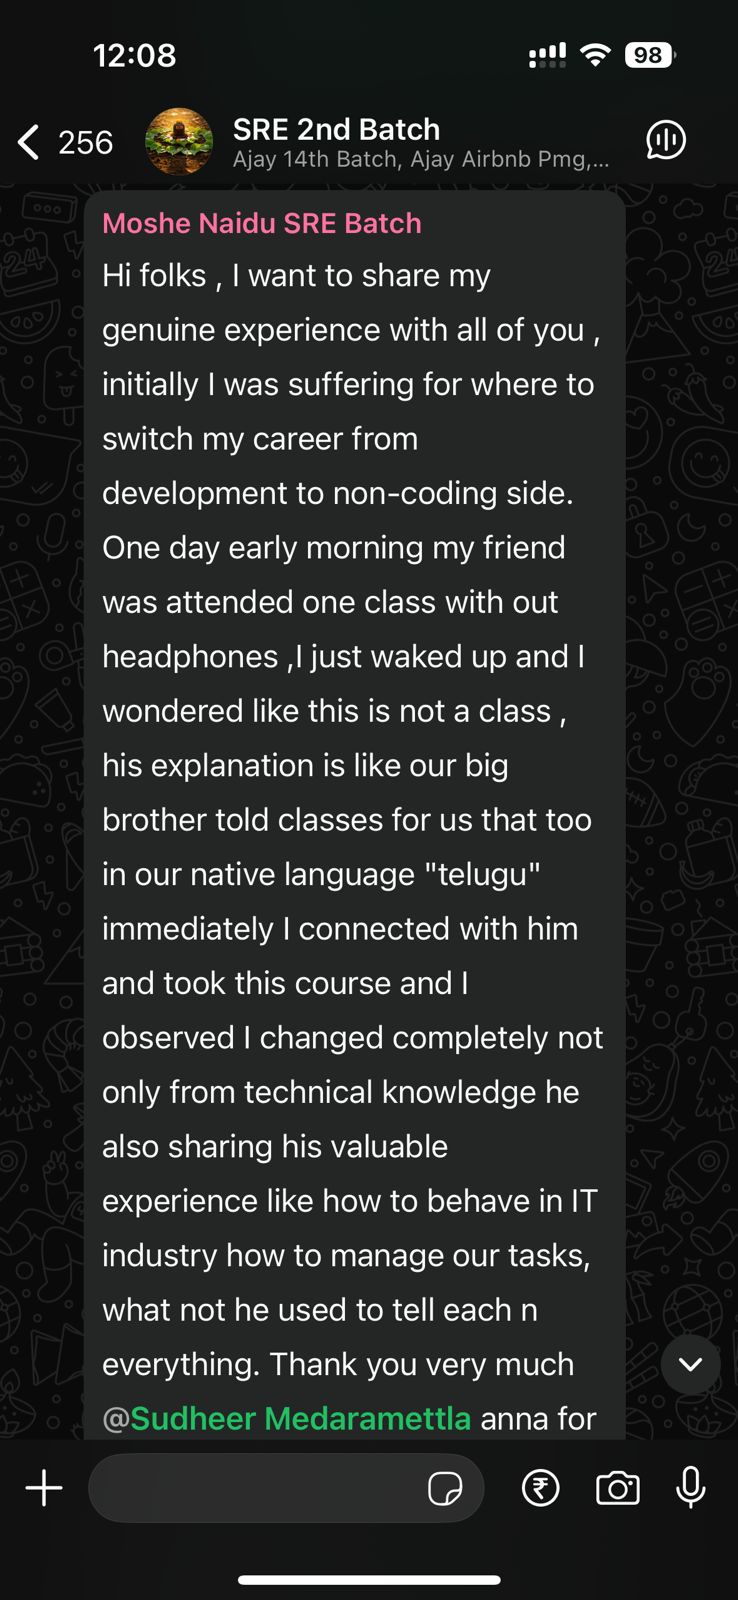 12:08
98
256
SRE 2nd Batch
Ajay 14th Batch, Ajay Airbnb Pmg,...
Moshe Naidu SRE Batch
Hi folks , I want to share my
genuine experience with all of you ,
initially I was suffering for where to
switch my career from
development to non-coding side.
One day early morning my friend
was attended one class with out
headphones ,I just waked up and I
wondered like this is not a class ,
his explanation is like our big
brother told classes for us that too
in our native language "telugu"
immediately I connected with him
and took this course and I
observed I changed completely not
only from technical knowledge he
also sharing his valuable
experience like how to behave in IT
industry how to manage our tasks,
what not he used to tell each n
everything. Thank you very much
@Sudheer Medaramettla anna for
₹